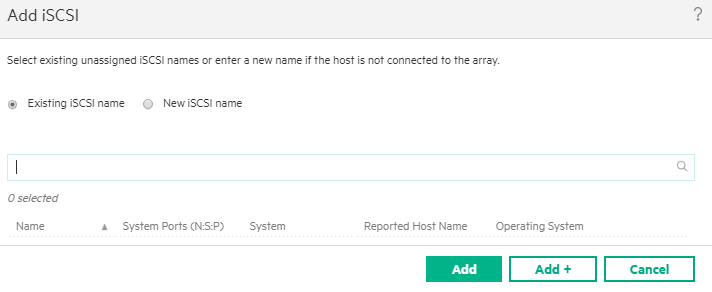 Add iSCSI ?
Select existing unassigned iSCSI names or enter a new name if the host is not connected to the array.
Existing iSCSI name New iSCSI name
0 selected
Name ▲ System Ports (N:S:P) System Reported Host Name Operating System
Add Add + Cancel